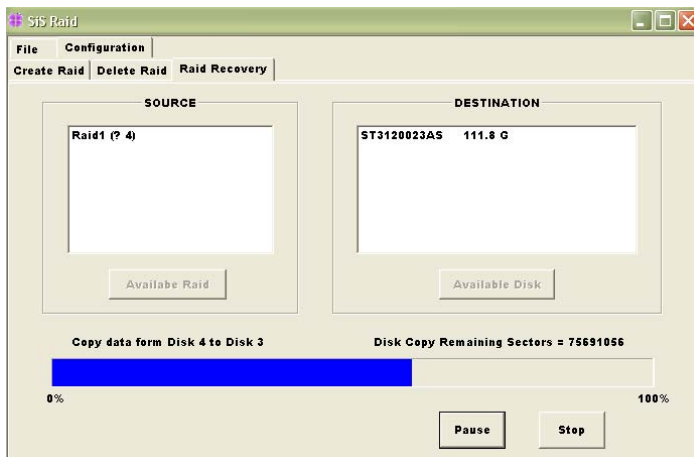 SiS Raid
File Configuration
Create Raid Delete Raid Raid Recovery
SOURCE DESTINATION
Raid1 (? 4) ST3120023AS 111.8 G
Availabe Raid Available Disk
Copy data form Disk 4 to Disk 3 Disk Copy Remaining Sectors = 75691056
0% 100%
Pause Stop